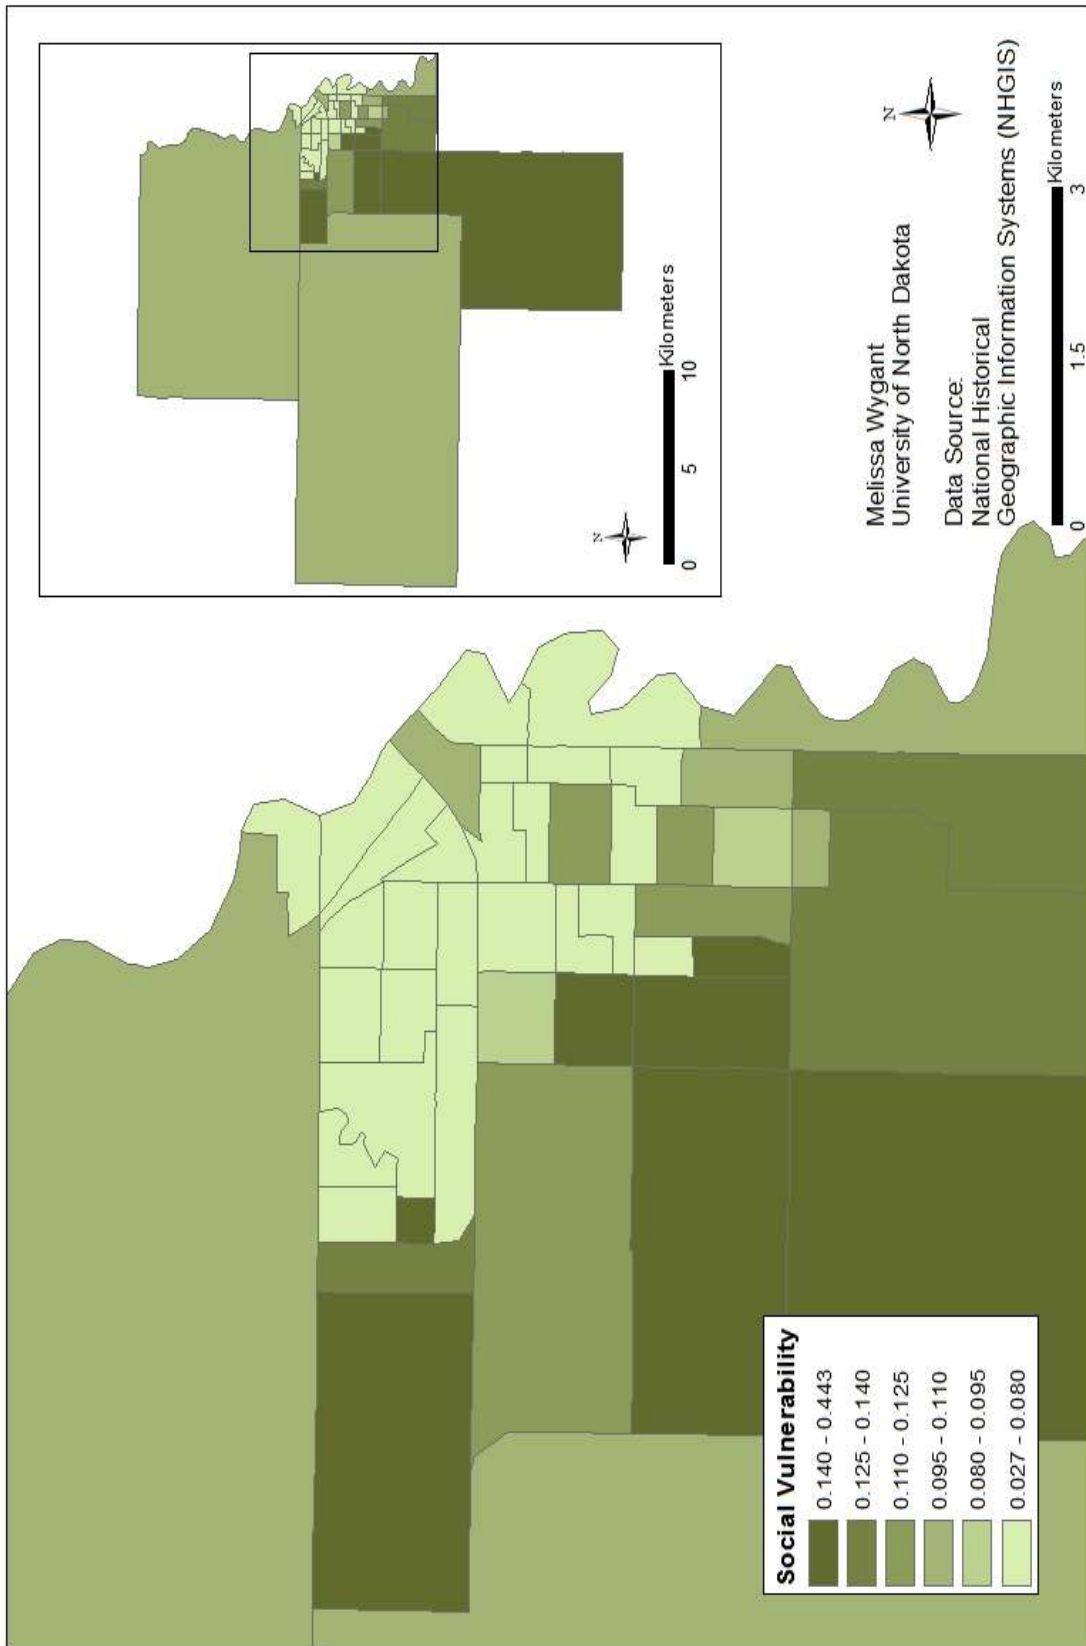 N
0 5 10
Kilometers
N
Melissa Wygant
University of North Dakota
Data Source:
National Historical
Geographic Information Systems (NHGIS)
0 1.5 3
Kilometers
Social Vulnerability
0.140 - 0.443
0.125 - 0.140
0.110 - 0.125
0.095 - 0.110
0.080 - 0.095
0.027 - 0.080